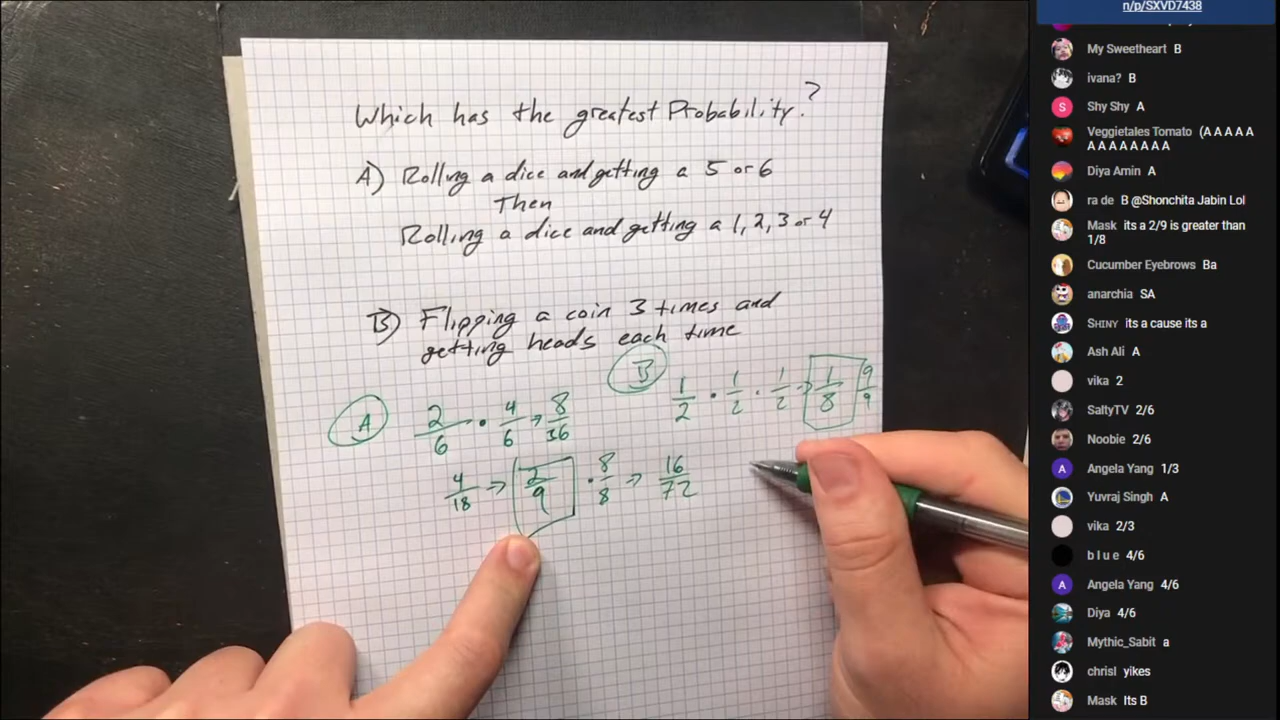 Which has the greatest Probability?
A) Rolling a dice and getting a 5 or 6
Then
Rolling a dice and getting a 1, 2, 3 or 4
B) Flipping a coin 3 times and
getting heads each time
A 2/6 · 4/6 → 8/36
4/18 → 2/9 · 8/8 → 16/72
B 1/2 · 1/2 · 1/2 → 1/8 9/9
n/p/SXVD7438
My Sweetheart B
ivana? B
S Shy Shy A
Veggietales Tomato (A A A A A
A A A A A A A A A
Diya Amin A
ra de B @Shonchita Jabin Lol
Mask its a 2/9 is greater than
1/8
Cucumber Eyebrows Ba
anarchia SA
SHINY its a cause its a
Ash Ali A
vika 2
SaltyTV 2/6
Noobie 2/6
A Angela Yang 1/3
Yuvraj Singh A
vika 2/3
b l u e 4/6
A Angela Yang 4/6
Diya 4/6
Mythic_Sabit a
chrisl yikes
Mask Its B